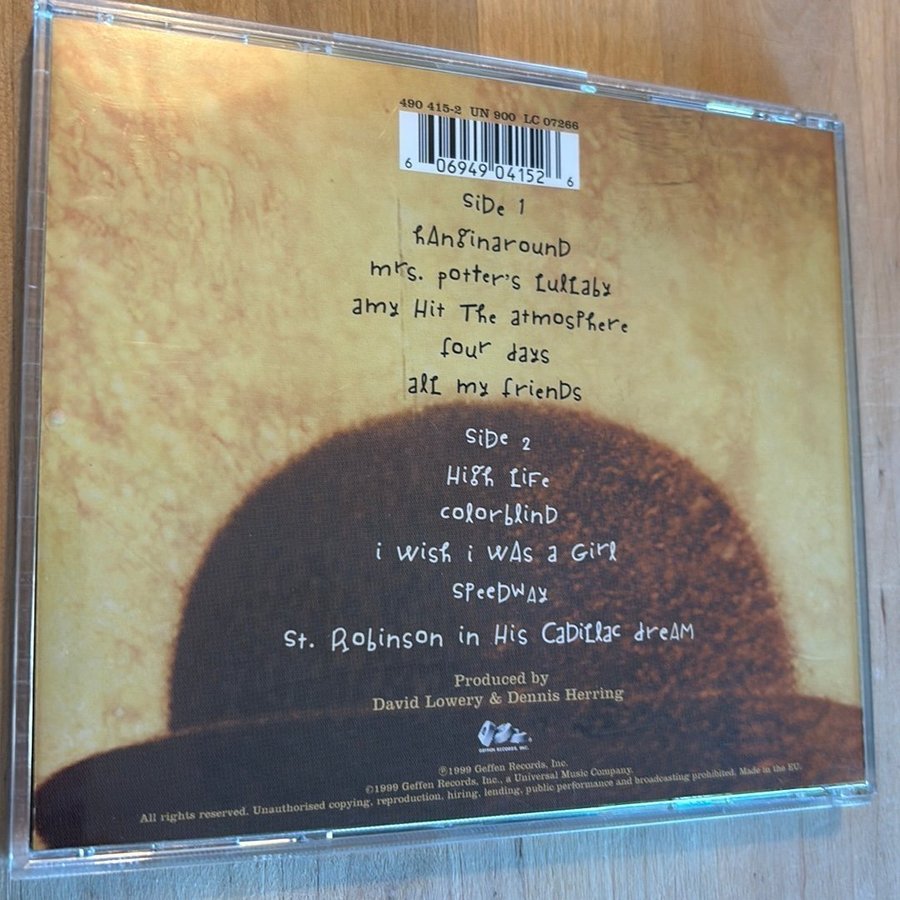 490 415-2 UN 900 LC 07266
6 06949 04152 6
SiDe 1
hAnginarounD
mrs. potter's LulLaby
amy Hit The atmosPhere
four days
alL my friends
SiDe 2
High LiFe
colorblinD
i wish i wAs a Girl
sPeeDwAy
St. Robinson in His CaDiLlac dreAM
Produced by
David Lowery & Dennis Herring
GEFFEN RECORDS, INC.
℗1999 Geffen Records, Inc.
©1999 Geffen Records, Inc., a Universal Music Company.
All rights reserved. Unauthorised copying, reproduction, hiring, lending, public performance and broadcasting prohibited. Made in the EU.